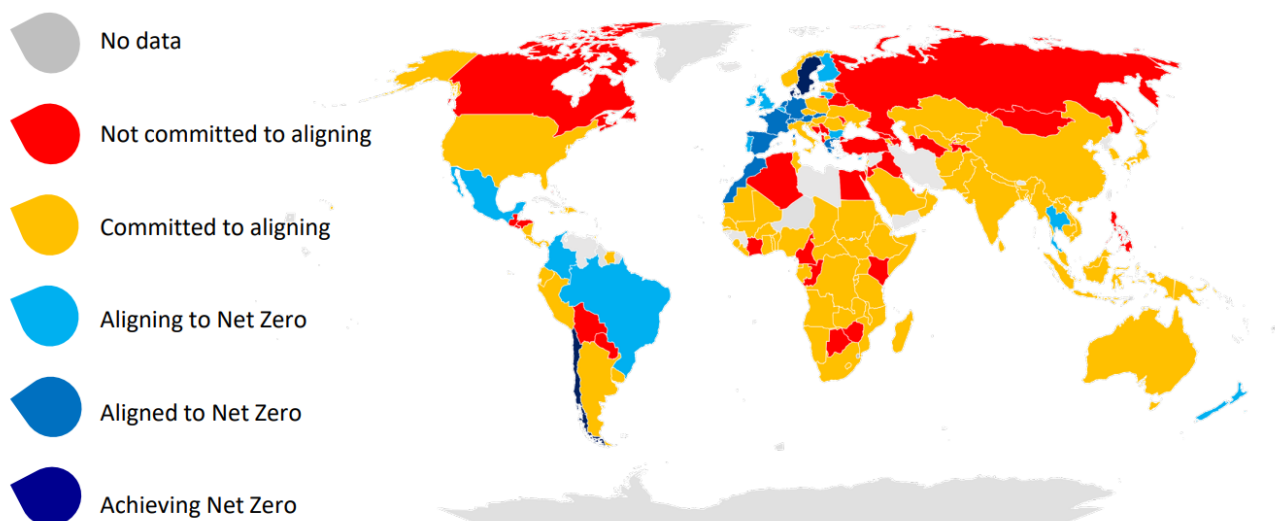 No data
Not committed to aligning
Committed to aligning
Aligning to Net Zero
Aligned to Net Zero
Achieving Net Zero